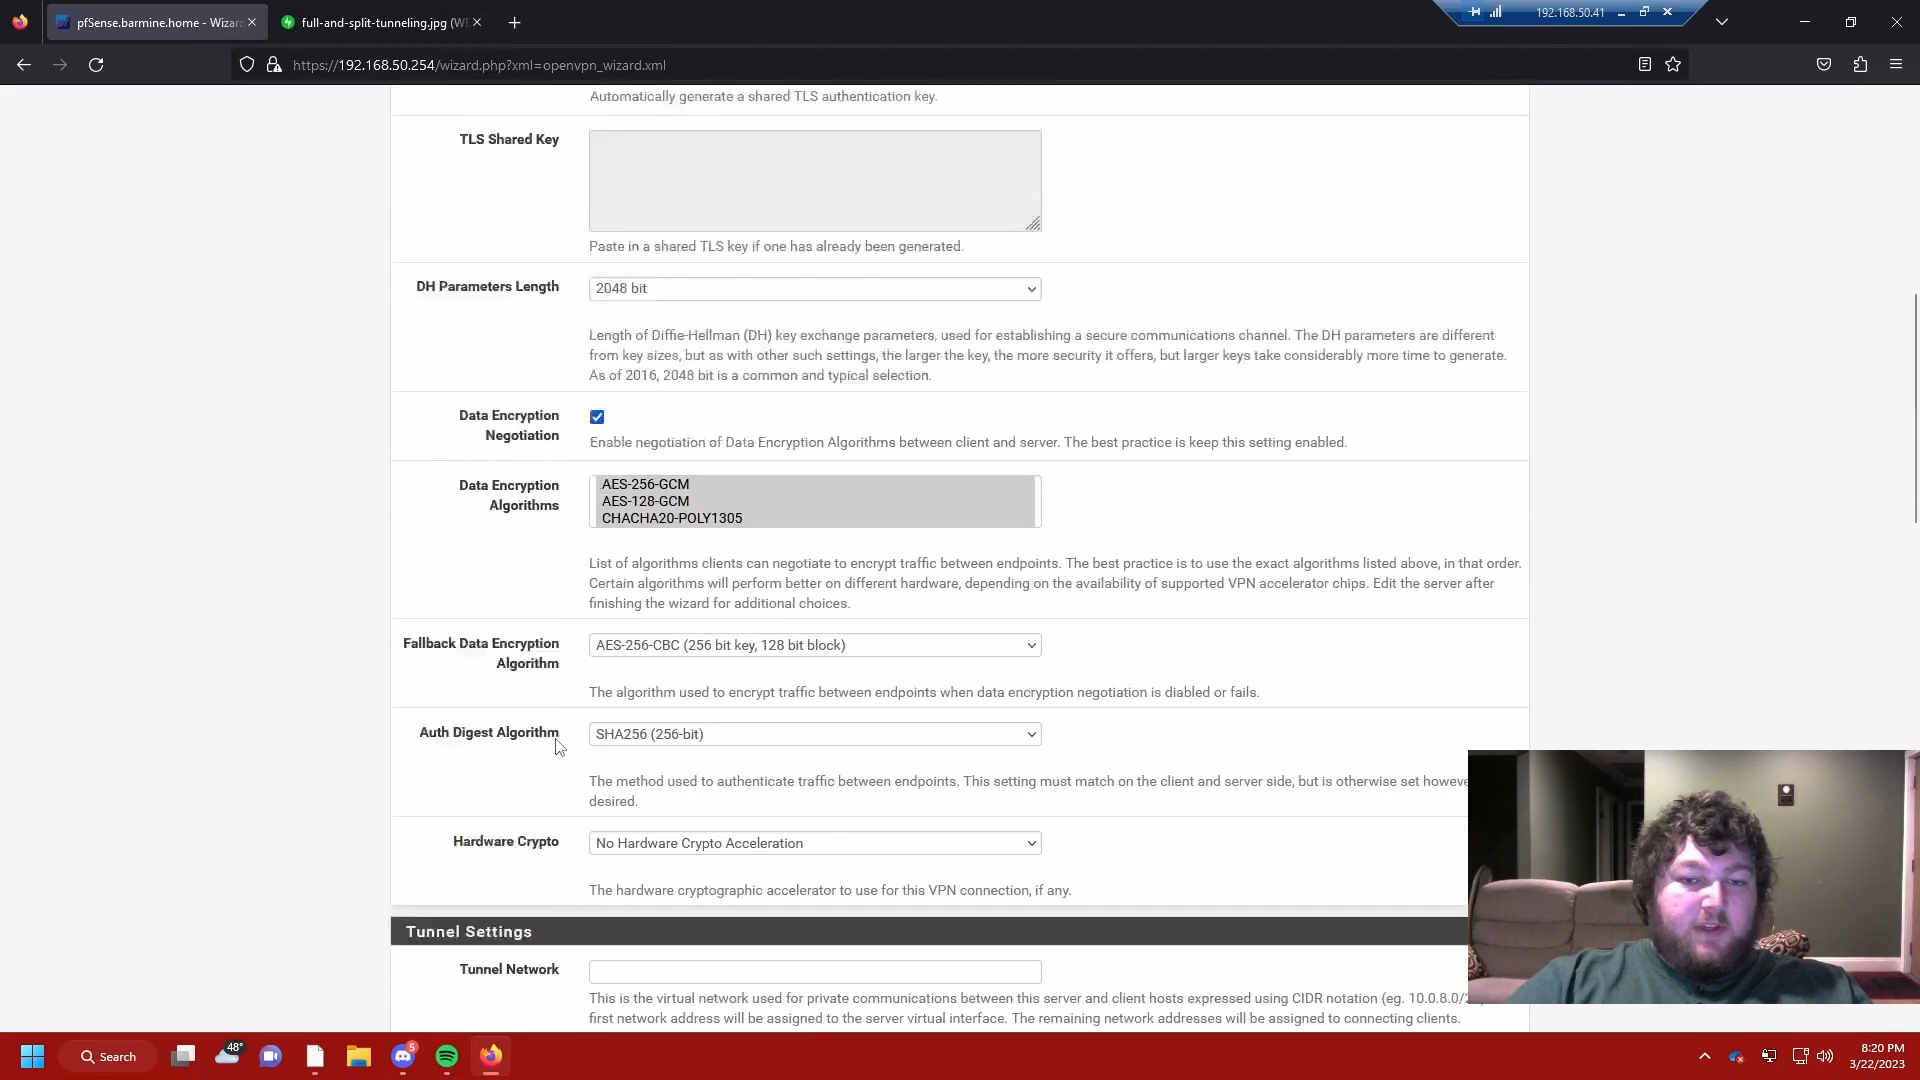 pfSense.barmine.home - Wizar
full-and-split-tunneling.jpg (WE
192.168.50.41
https://192.168.50.254/wizard.php?xml=openvpn_wizard.xml
Automatically generate a shared TLS authentication key.
TLS Shared Key
Paste in a shared TLS key if one has already been generated.
DH Parameters Length
2048 bit
Length of Diffie-Hellman (DH) key exchange parameters, used for establishing a secure communications channel. The DH parameters are different
from key sizes, but as with other such settings, the larger the key, the more security it offers, but larger keys take considerably more time to generate.
As of 2016, 2048 bit is a common and typical selection.
Data Encryption
Negotiation
Enable negotiation of Data Encryption Algorithms between client and server. The best practice is keep this setting enabled.
Data Encryption
Algorithms
AES-256-GCM
AES-128-GCM
CHACHA20-POLY1305
List of algorithms clients can negotiate to encrypt traffic between endpoints. The best practice is to use the exact algorithms listed above, in that order.
Certain algorithms will perform better on different hardware, depending on the availability of supported VPN accelerator chips. Edit the server after
finishing the wizard for additional choices.
Fallback Data Encryption
Algorithm
AES-256-CBC (256 bit key, 128 bit block)
The algorithm used to encrypt traffic between endpoints when data encryption negotiation is diabled or fails.
Auth Digest Algorithm
SHA256 (256-bit)
The method used to authenticate traffic between endpoints. This setting must match on the client and server side, but is otherwise set howeve
desired.
Hardware Crypto
No Hardware Crypto Acceleration
The hardware cryptographic accelerator to use for this VPN connection, if any.
Tunnel Settings
Tunnel Network
This is the virtual network used for private communications between this server and client hosts expressed using CIDR notation (eg. 10.0.8.0/2
first network address will be assigned to the server virtual interface. The remaining network addresses will be assigned to connecting clients.
Search
48°
5
8:20 PM
3/22/2023